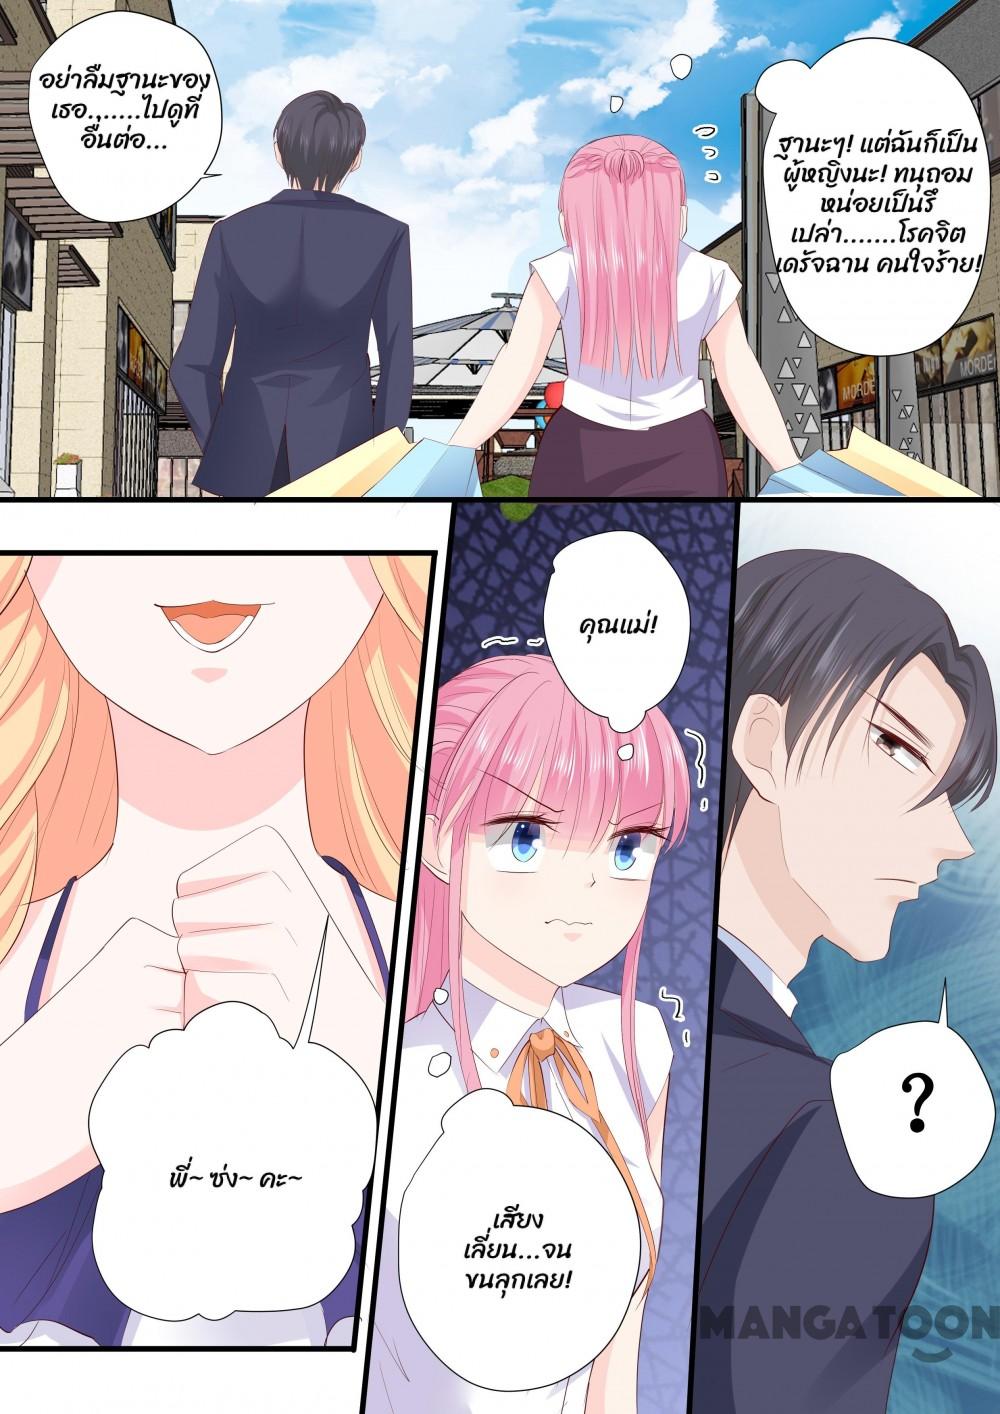 อย่าลืมฐานะของ
เธอ.,.....ไปดูที่
อื่นต่อ...
ฐานะๆ! แต่ฉันก็เป็น
ผู้หญิงนะ! ทนุถอม
หน่อยเป็นรึ
เปล่า.......โรคจิต
เดรัจฉาน คนใจร้าย!
MORDE
MORDE
คุณแม่!
?
พี่~ ซ่ง~ คะ~
เสียง
เลี่ยน...จน
ขนลุกเลย!
MANGATOON